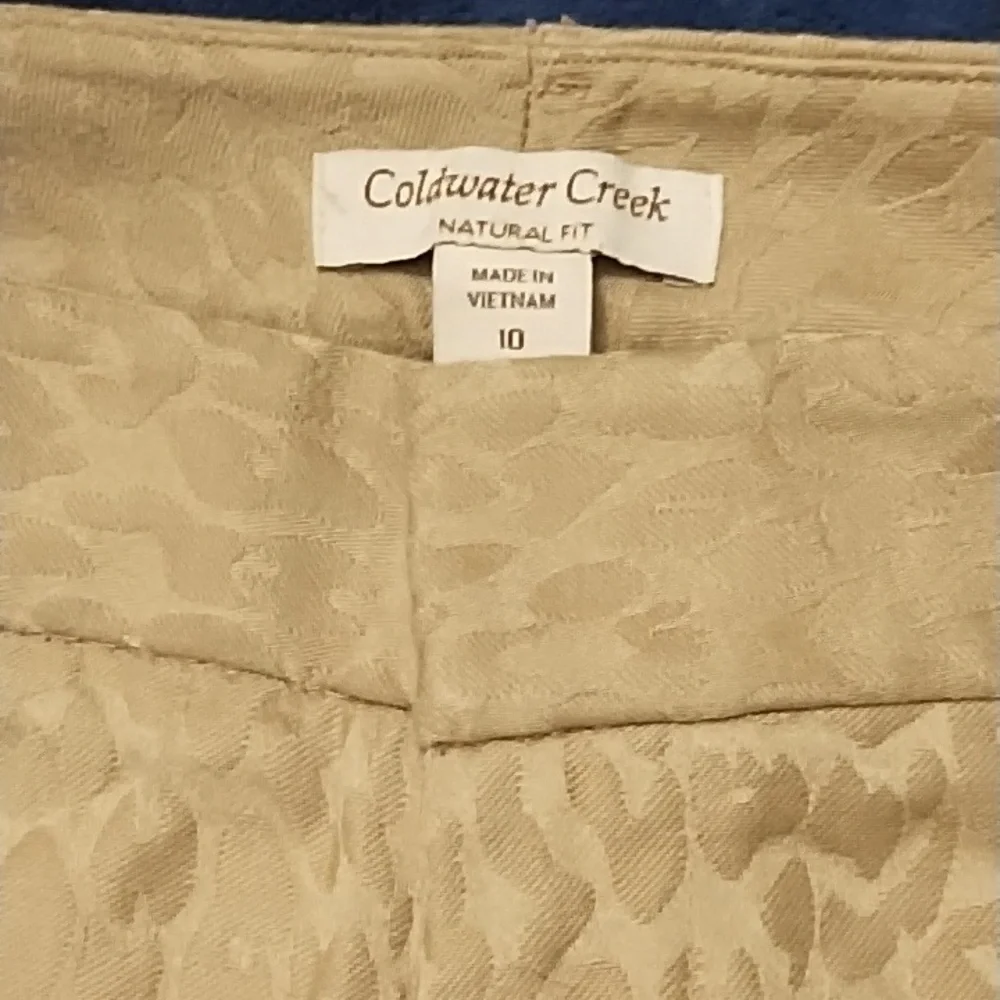 Coldwater Creek
NATURAL FIT
MADE IN
VIETNAM
10